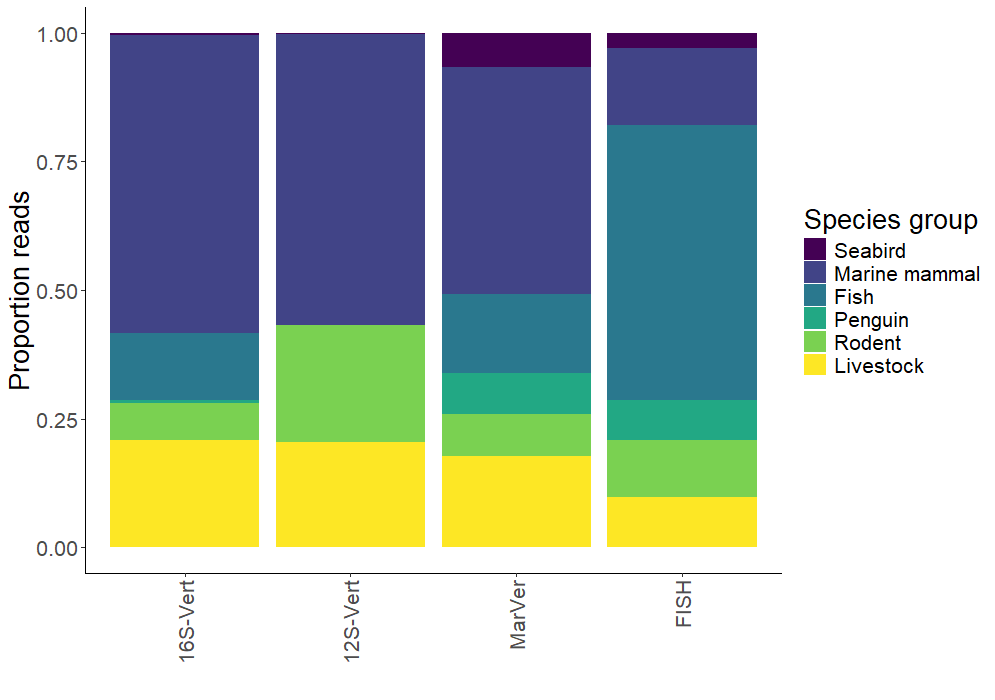 Proportion reads
1.00
0.75
0.50
0.25
0.00
16S-Vert
12S-Vert
MarVer
FISH
Species group
Seabird
Marine mammal
Fish
Penguin
Rodent
Livestock